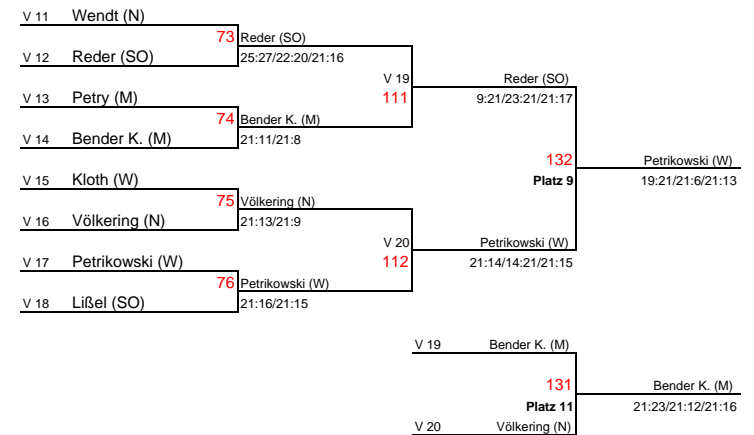 V 11 Wendt (N)
73 Reder (SO)
V 12 Reder (SO) 25:27/22:20/21:16
V 19 Reder (SO)
V 13 Petry (M) 111 9:21/23:21/21:17
74 Bender K. (M)
V 14 Bender K. (M) 21:11/21:8
132 Petrikowski (W)
V 15 Kloth (W) Platz 9 19:21/21:6/21:13
75 Völkering (N)
V 16 Völkering (N) 21:13/21:9
V 20 Petrikowski (W)
V 17 Petrikowski (W) 112 21:14/14:21/21:15
76 Petrikowski (W)
V 18 Lißel (SO) 21:16/21:15
V 19 Bender K. (M)
131 Bender K. (M)
Platz 11 21:23/21:12/21:16
V 20 Völkering (N)